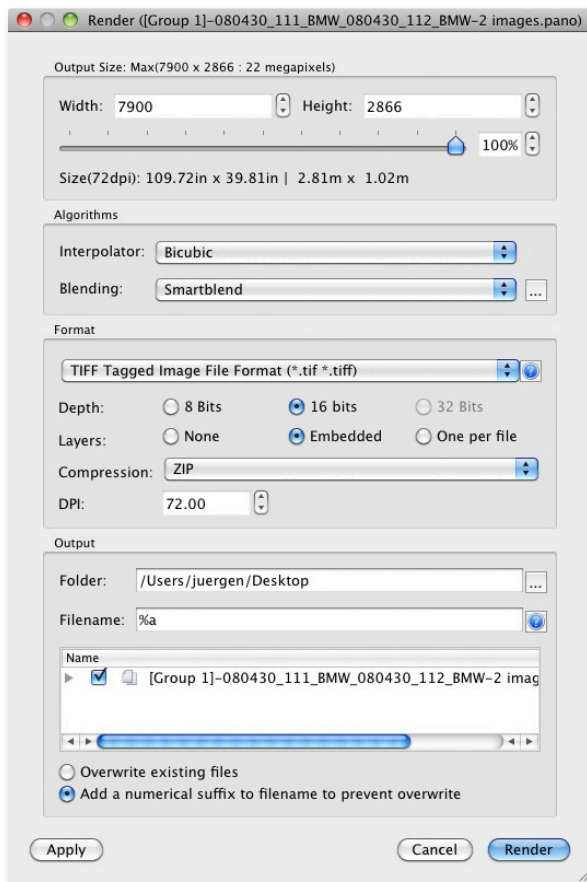 Render ([Group 1]-080430_111_BMW_080430_112_BMW-2 images.pano)
Output Size: Max(7900 x 2866 : 22 megapixels)
Width: 7900 Height: 2866
100%
Size(72dpi): 109.72in x 39.81in | 2.81m x 1.02m
Algorithms
Interpolator: Bicubic
Blending: Smartblend ...
Format
TIFF Tagged Image File Format (*.tif *.tiff) ?
Depth: 8 Bits 16 bits 32 Bits
Layers: None Embedded One per file
Compression: ZIP
DPI: 72.00
Output
Folder: /Users/juergen/Desktop ...
Filename: %a ?
Name
[Group 1]-080430_111_BMW_080430_112_BMW-2 imag
Overwrite existing files
Add a numerical suffix to filename to prevent overwrite
Apply Cancel Render